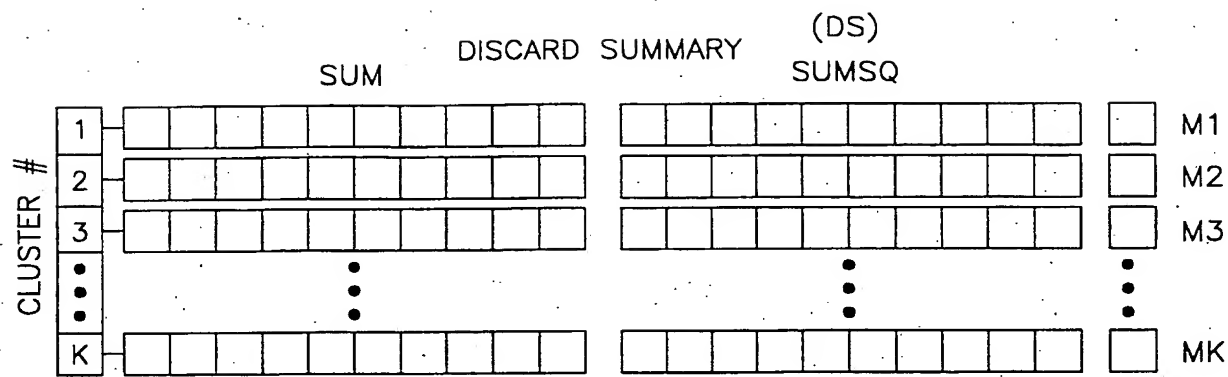 (DS)
DISCARD SUMMARY
SUM
SUMSQ
CLUSTER #
1
M1
2
M2
3
M3
K
MK